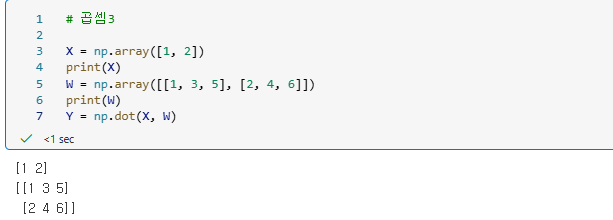 1 # 곱셈3
2
3 X = np.array([1, 2])
4 print(X)
5 W = np.array([[1, 3, 5], [2, 4, 6]])
6 print(W)
7 Y = np.dot(X, W)
<1 sec
[1 2]
[[1 3 5]
 [2 4 6]]